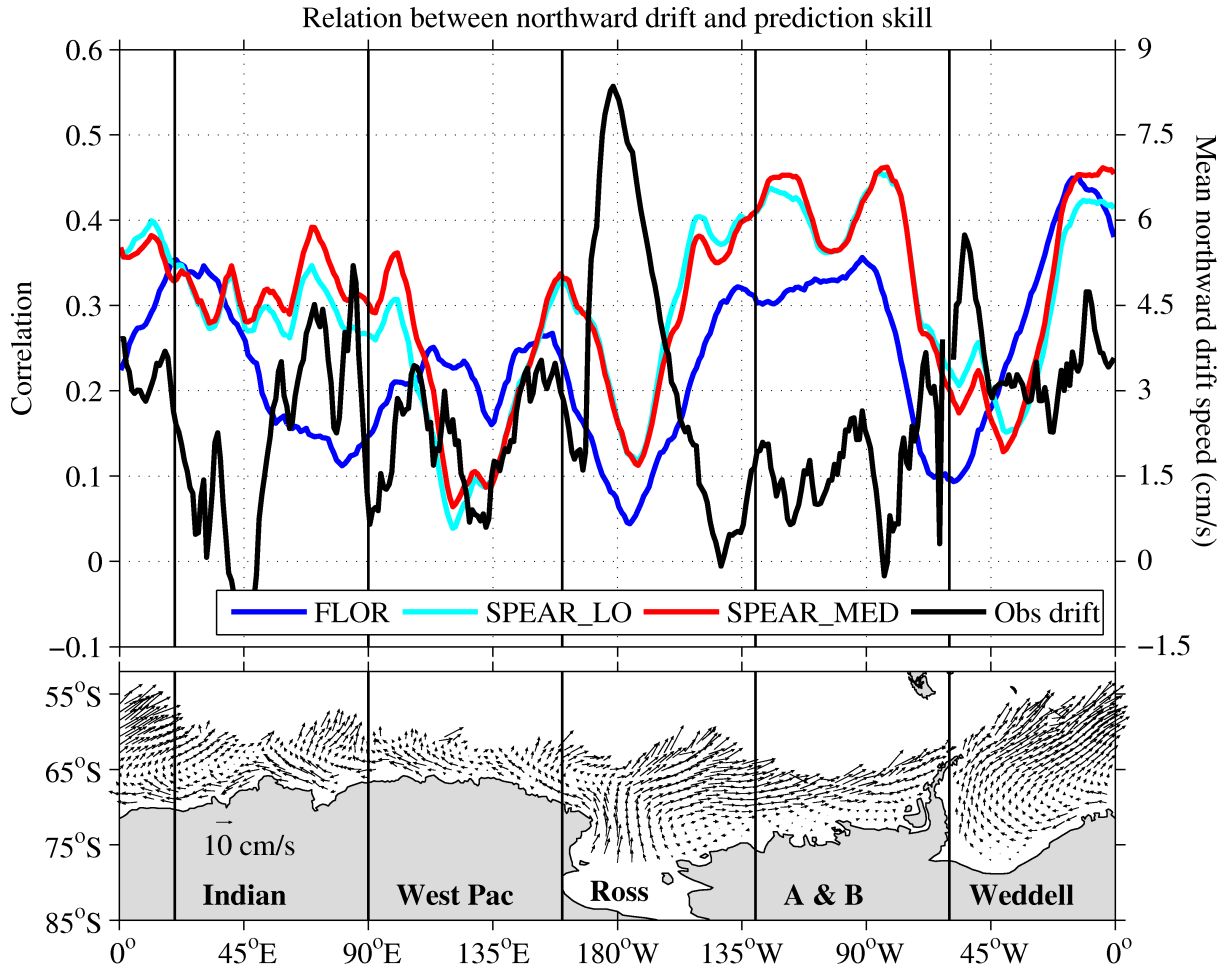 Relation between northward drift and prediction skill
0.6
0.5
0.4
0.3
0.2
0.1
0
−0.1
Correlation
9
7.5
6
4.5
3
1.5
0
−1.5
Mean northward drift speed (cm/s)
FLOR SPEAR_LO SPEAR_MED Obs drift
55°S
65°S
75°S
85°S
10 cm/s
Indian West Pac Ross A & B Weddell
0° 45°E 90°E 135°E 180°W 135°W 90°W 45°W 0°